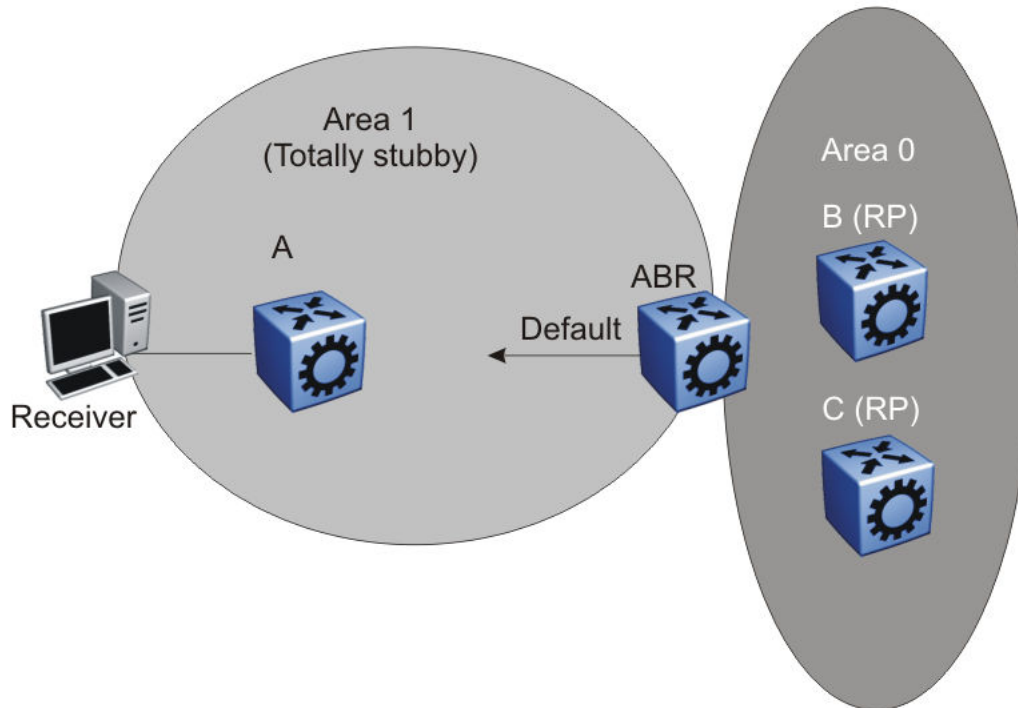 Area 1
(Totally stubby)
Area 0
B (RP)
A
ABR
Default
C (RP)
Receiver